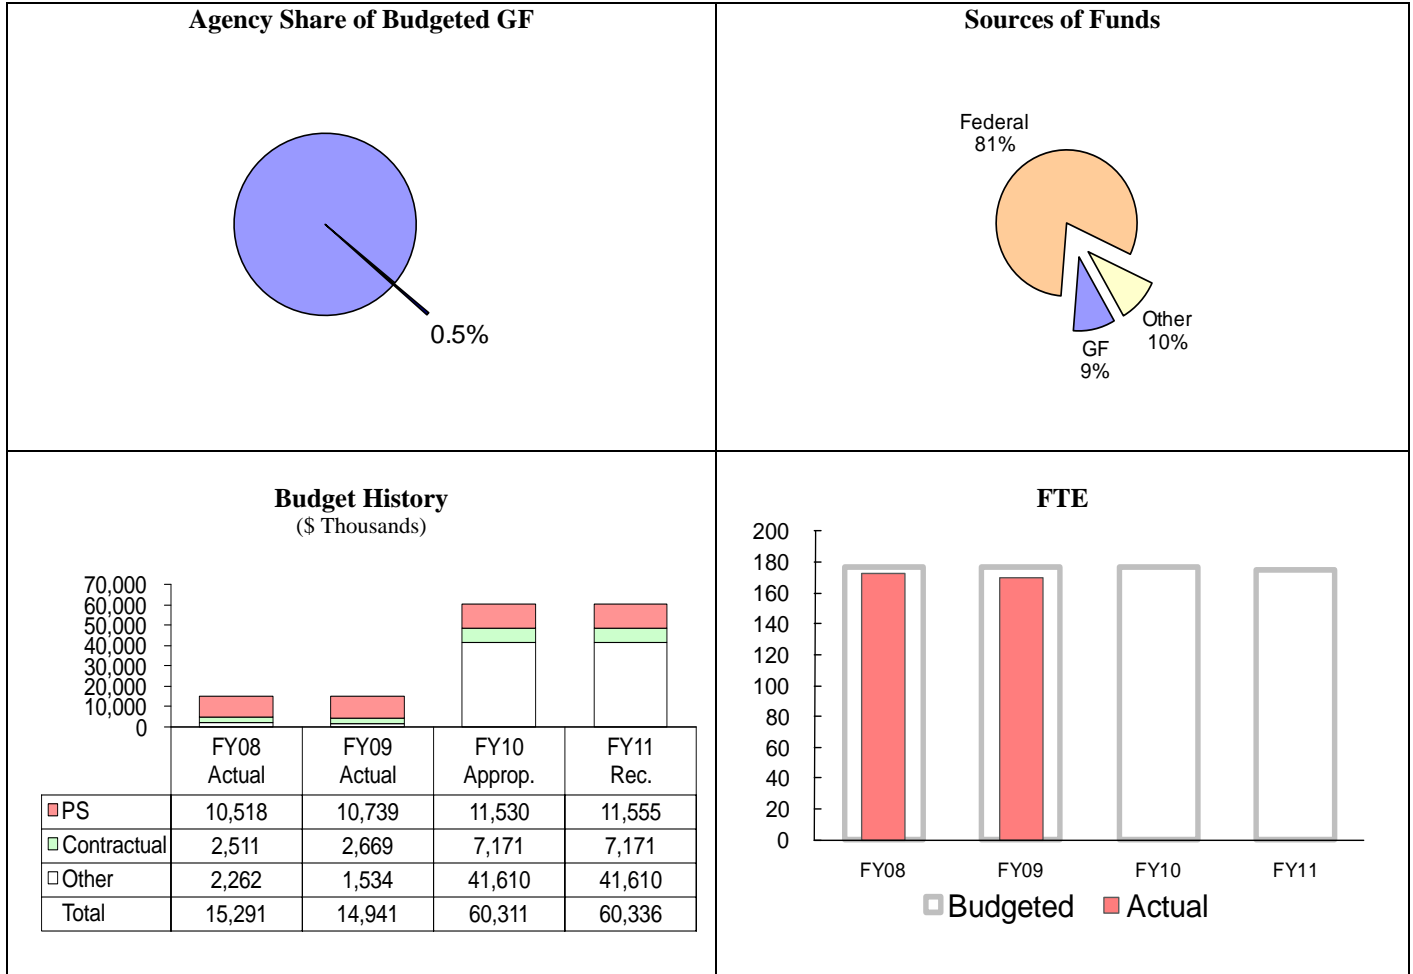 Agency Share of Budgeted GF
0.5%
Sources of Funds
Federal
81%
Other
10%
GF
9%
Budget History
($ Thousands)
70,000
60,000
50,000
40,000
30,000
20,000
10,000
0
FY08 Actual FY09 Actual FY10 Approp. FY11 Rec.
PS 10,518 10,739 11,530 11,555
Contractual 2,511 2,669 7,171 7,171
Other 2,262 1,534 41,610 41,610
Total 15,291 14,941 60,311 60,336
FTE
200
180
160
140
120
100
80
60
40
20
0
FY08 FY09 FY10 FY11
Budgeted Actual